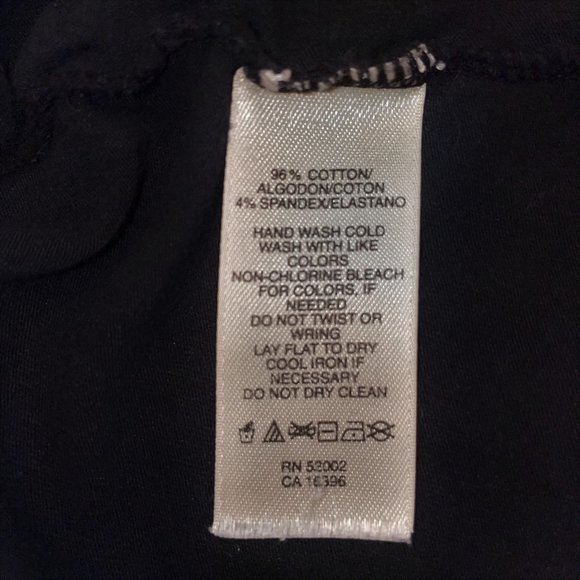 96% COTTON/
ALGODON/COTON
4% SPANDEX/ELASTANO
HAND WASH COLD
WASH WITH LIKE
COLORS
NON-CHLORINE BLEACH
FOR COLORS, IF
NEEDED
DO NOT TWIST OR
WRING
LAY FLAT TO DRY
COOL IRON IF
NECESSARY
DO NOT DRY CLEAN
RN 53002
CA 16396